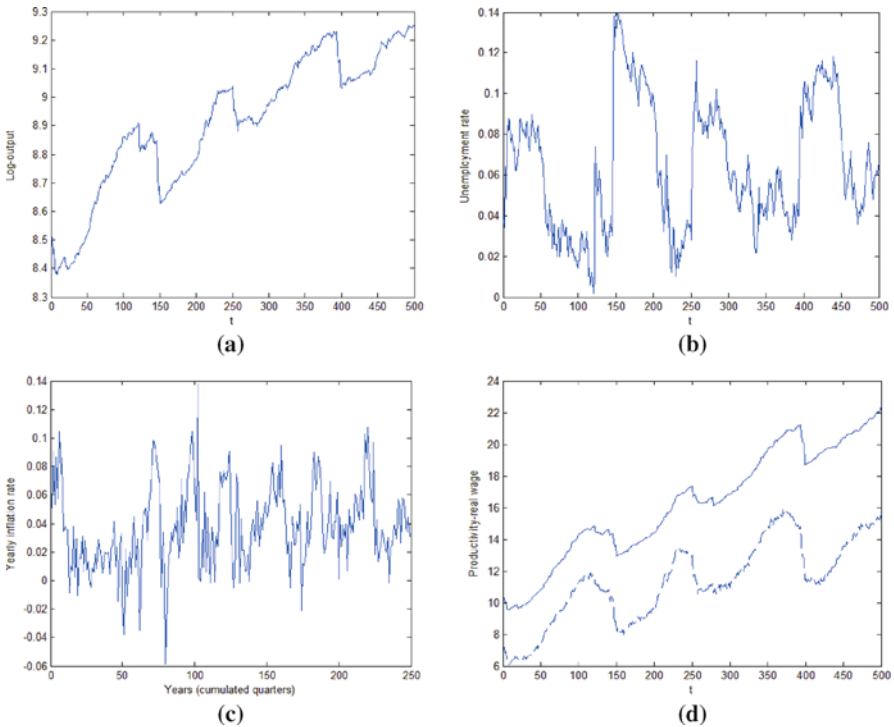 9.3
9.2
9.1
9
8.9
8.8
8.7
8.6
8.5
8.4
8.3
Log-output
0 50 100 150 200 250 300 350 400 450 500
t
(a)
0.14
0.12
0.1
0.08
0.06
0.04
0.02
0
Unemployment rate
0 50 100 150 200 250 300 350 400 450 500
t
(b)
0.14
0.12
0.1
0.08
0.06
0.04
0.02
0
-0.02
-0.04
-0.06
Yearly inflation rate
0 50 100 150 200 250
Years (cumulated quarters)
(c)
24
22
20
18
16
14
12
10
8
6
Productivity-real wage
0 50 100 150 200 250 300 350 400 450 500
t
(d)